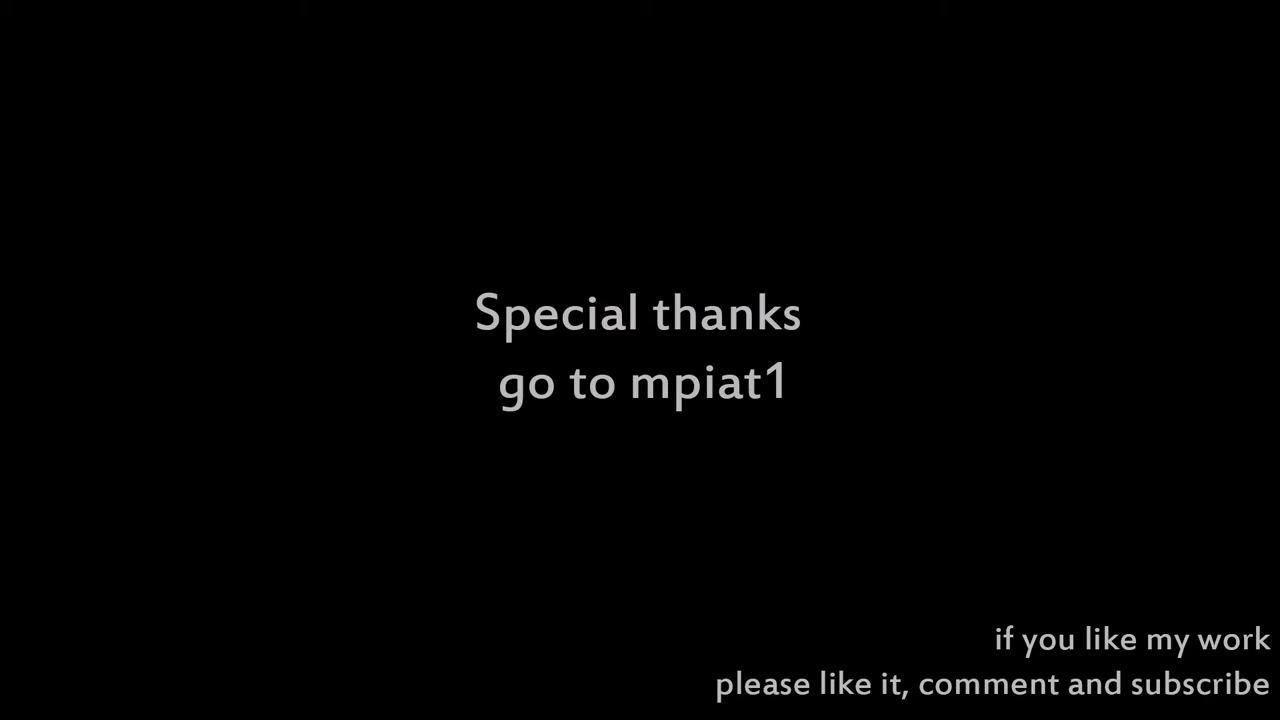 Special thanks
go to mpiat1
if you like my work
please like it, comment and subscribe